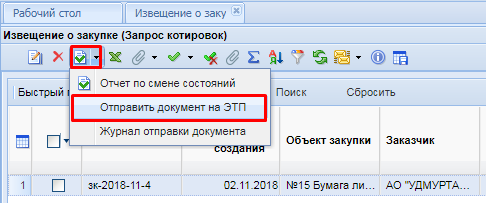 Рабочий стол
Извещение о заку
Извещение о закупке (Запрос котировок)
Отчет по смене состояний
Отправить документ на ЭТП
Журнал отправки документа
Быстрый
Поиск
Сбросить
создания
Объект закупки
Заказчик
1
зк-2018-11-4
02.11.2018
№15 Бумага ли...
АО "УДМУРТА...